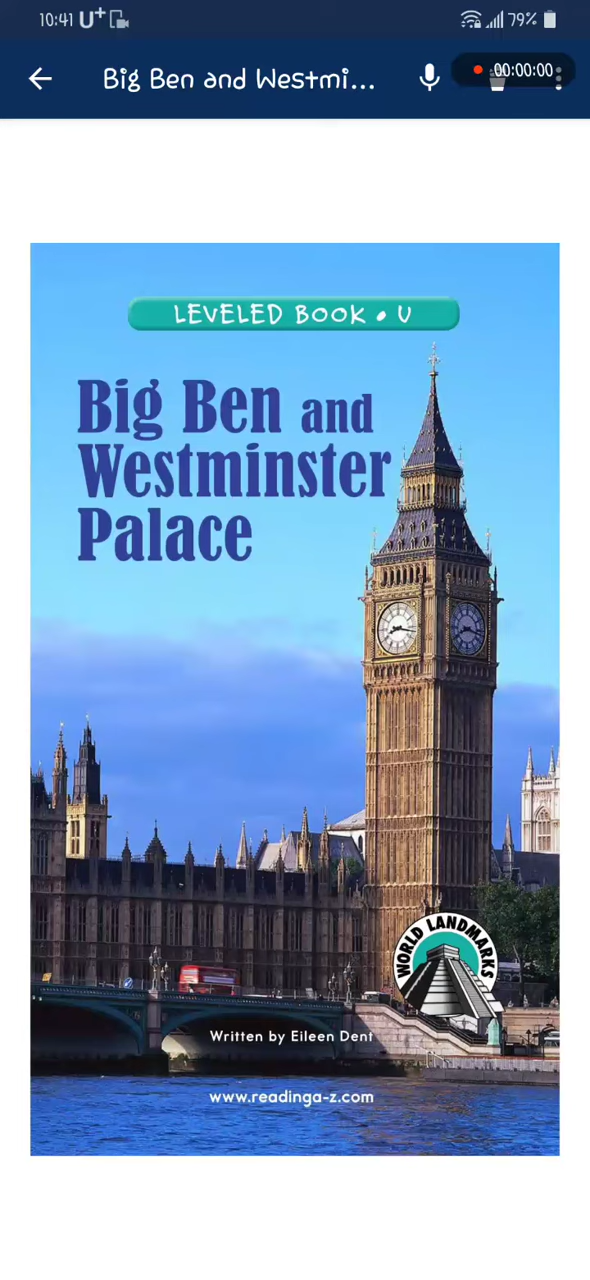 10:41 U+ 79%
Big Ben and Westmi... 00:00:00
LEVELED BOOK • U
Big Ben and
Westminster
Palace
WORLD LANDMARKS
Written by Eileen Dent
www.readinga-z.com